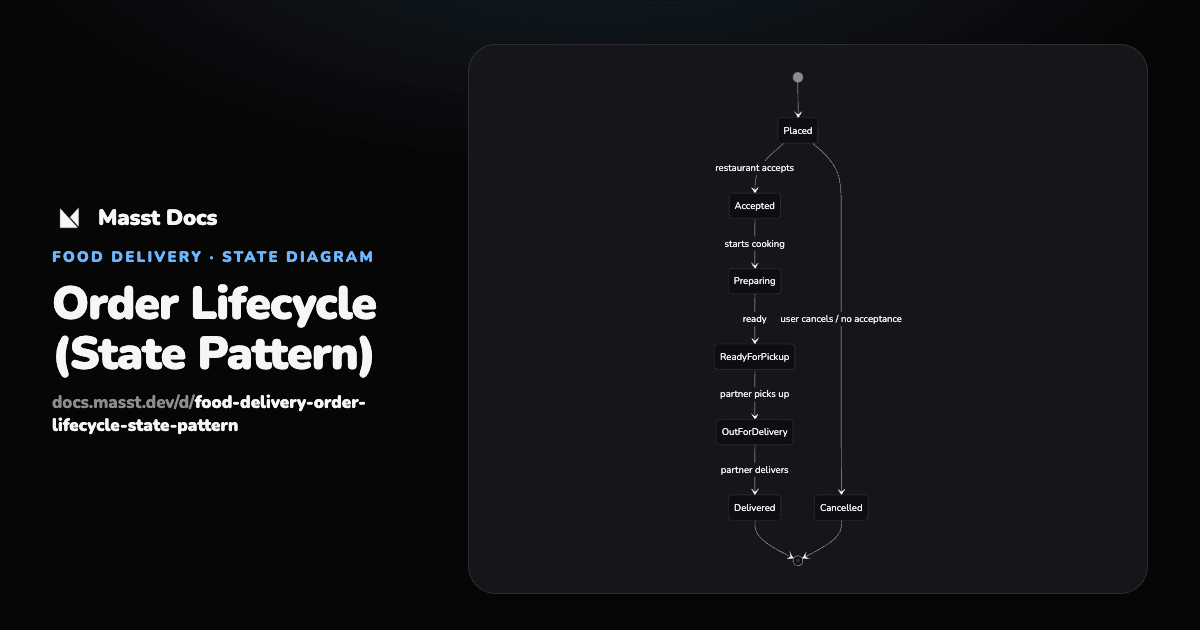 Masst Docs
FOOD DELIVERY · STATE DIAGRAM
Order Lifecycle
(State Pattern)
docs.masst.dev/d/food-delivery-order-
lifecycle-state-pattern
Placed
restaurant accepts
Accepted
starts cooking
Preparing
ready
user cancels / no acceptance
ReadyForPickup
partner picks up
OutForDelivery
partner delivers
Delivered
Cancelled